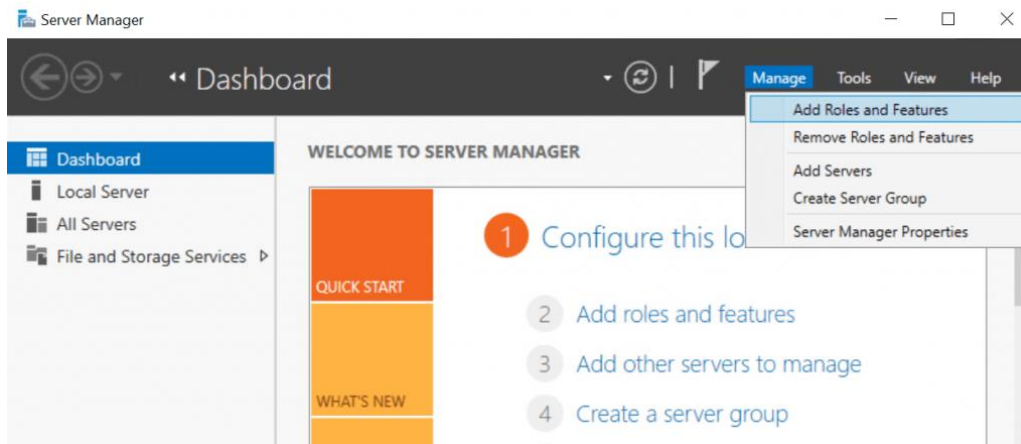 Server Manager
Dashboard
Manage Tools View Help
Add Roles and Features
Remove Roles and Features
Add Servers
Create Server Group
Server Manager Properties
Dashboard
Local Server
All Servers
File and Storage Services
WELCOME TO SERVER MANAGER
QUICK START
WHAT'S NEW
1 Configure this lo
2 Add roles and features
3 Add other servers to manage
4 Create a server group